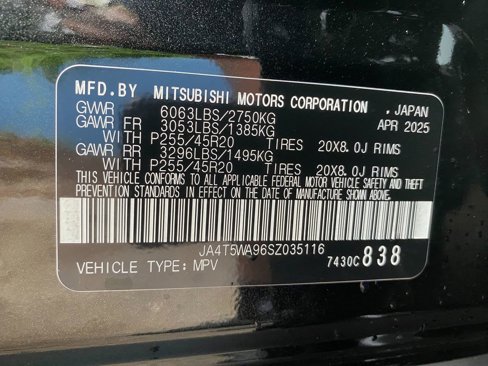 MFD.BY MITSUBISHI MOTORS CORPORATION , JAPAN
GVWR 6063LBS/2750KG APR 2025
GAWR FR 3053LBS/1385KG
WITH P255/45R20 TIRES 20X8.0J RIMS
GAWR RR 3296LBS/1495KG
WITH P255/45R20 TIRES 20X8.0J RIMS
THIS VEHICLE CONFORMS TO ALL APPLICABLE FEDERAL MOTOR VEHICLE SAFETY AND THEFT
PREVENTION STANDARDS IN EFFECT ON THE DATE OF MANUFACTURE SHOWN ABOVE.
JA4T5WA96SZ035116
VEHICLE TYPE: MPV 7430C 838